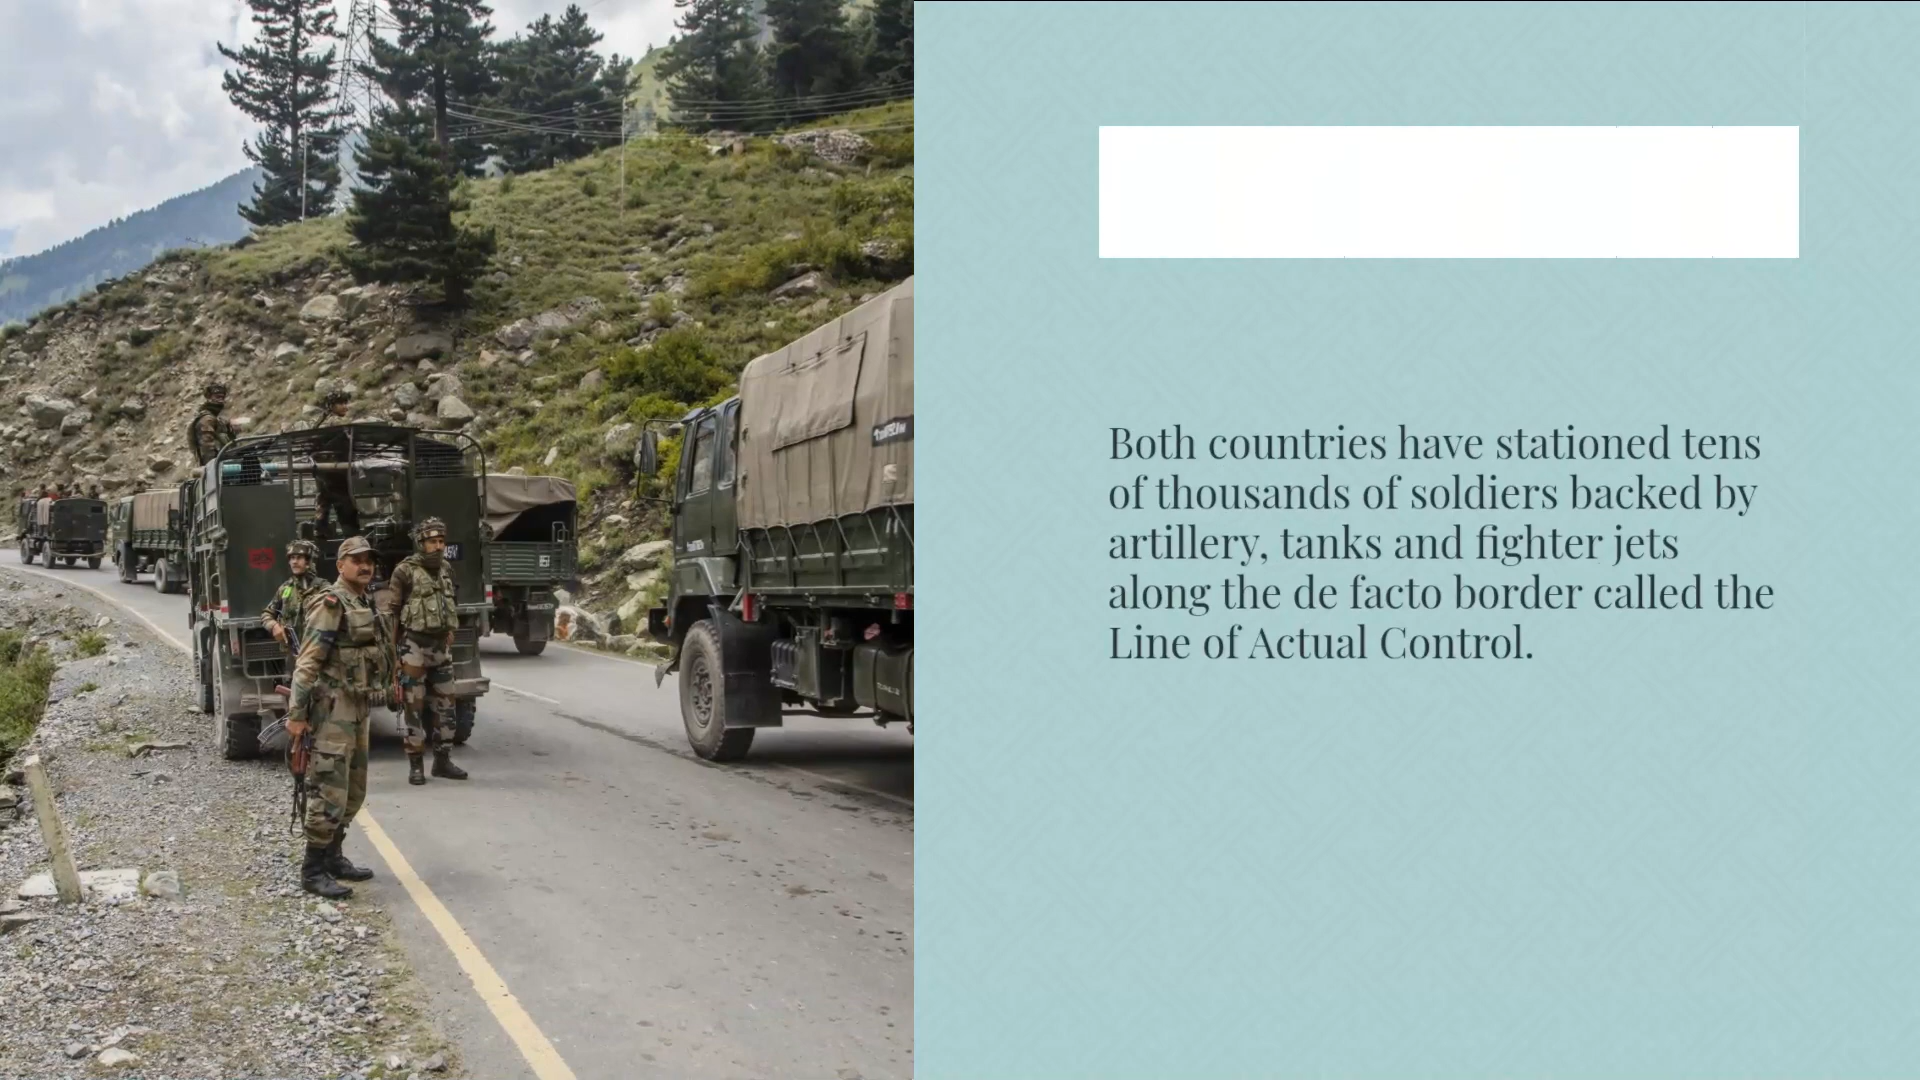 Both countries have stationed tens
of thousands of soldiers backed by
artillery, tanks and fighter jets
along the de facto border called the
Line of Actual Control.